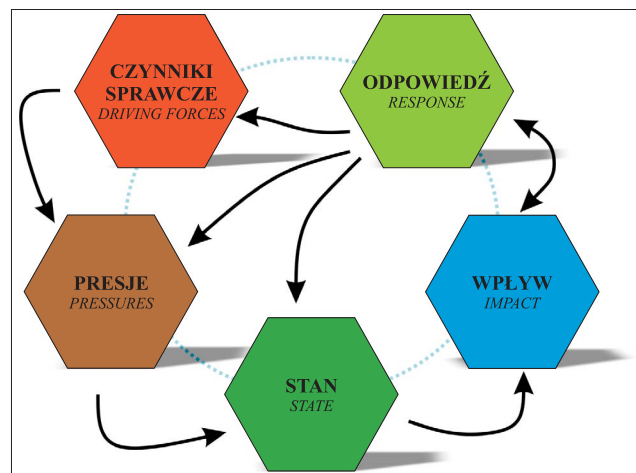 CZYNNIKI
SPRAWCZE
DRIVING FORCES
ODPOWIEDŹ
RESPONSE
PRESJE
PRESSURES
WPŁYW
IMPACT
STAN
STATE